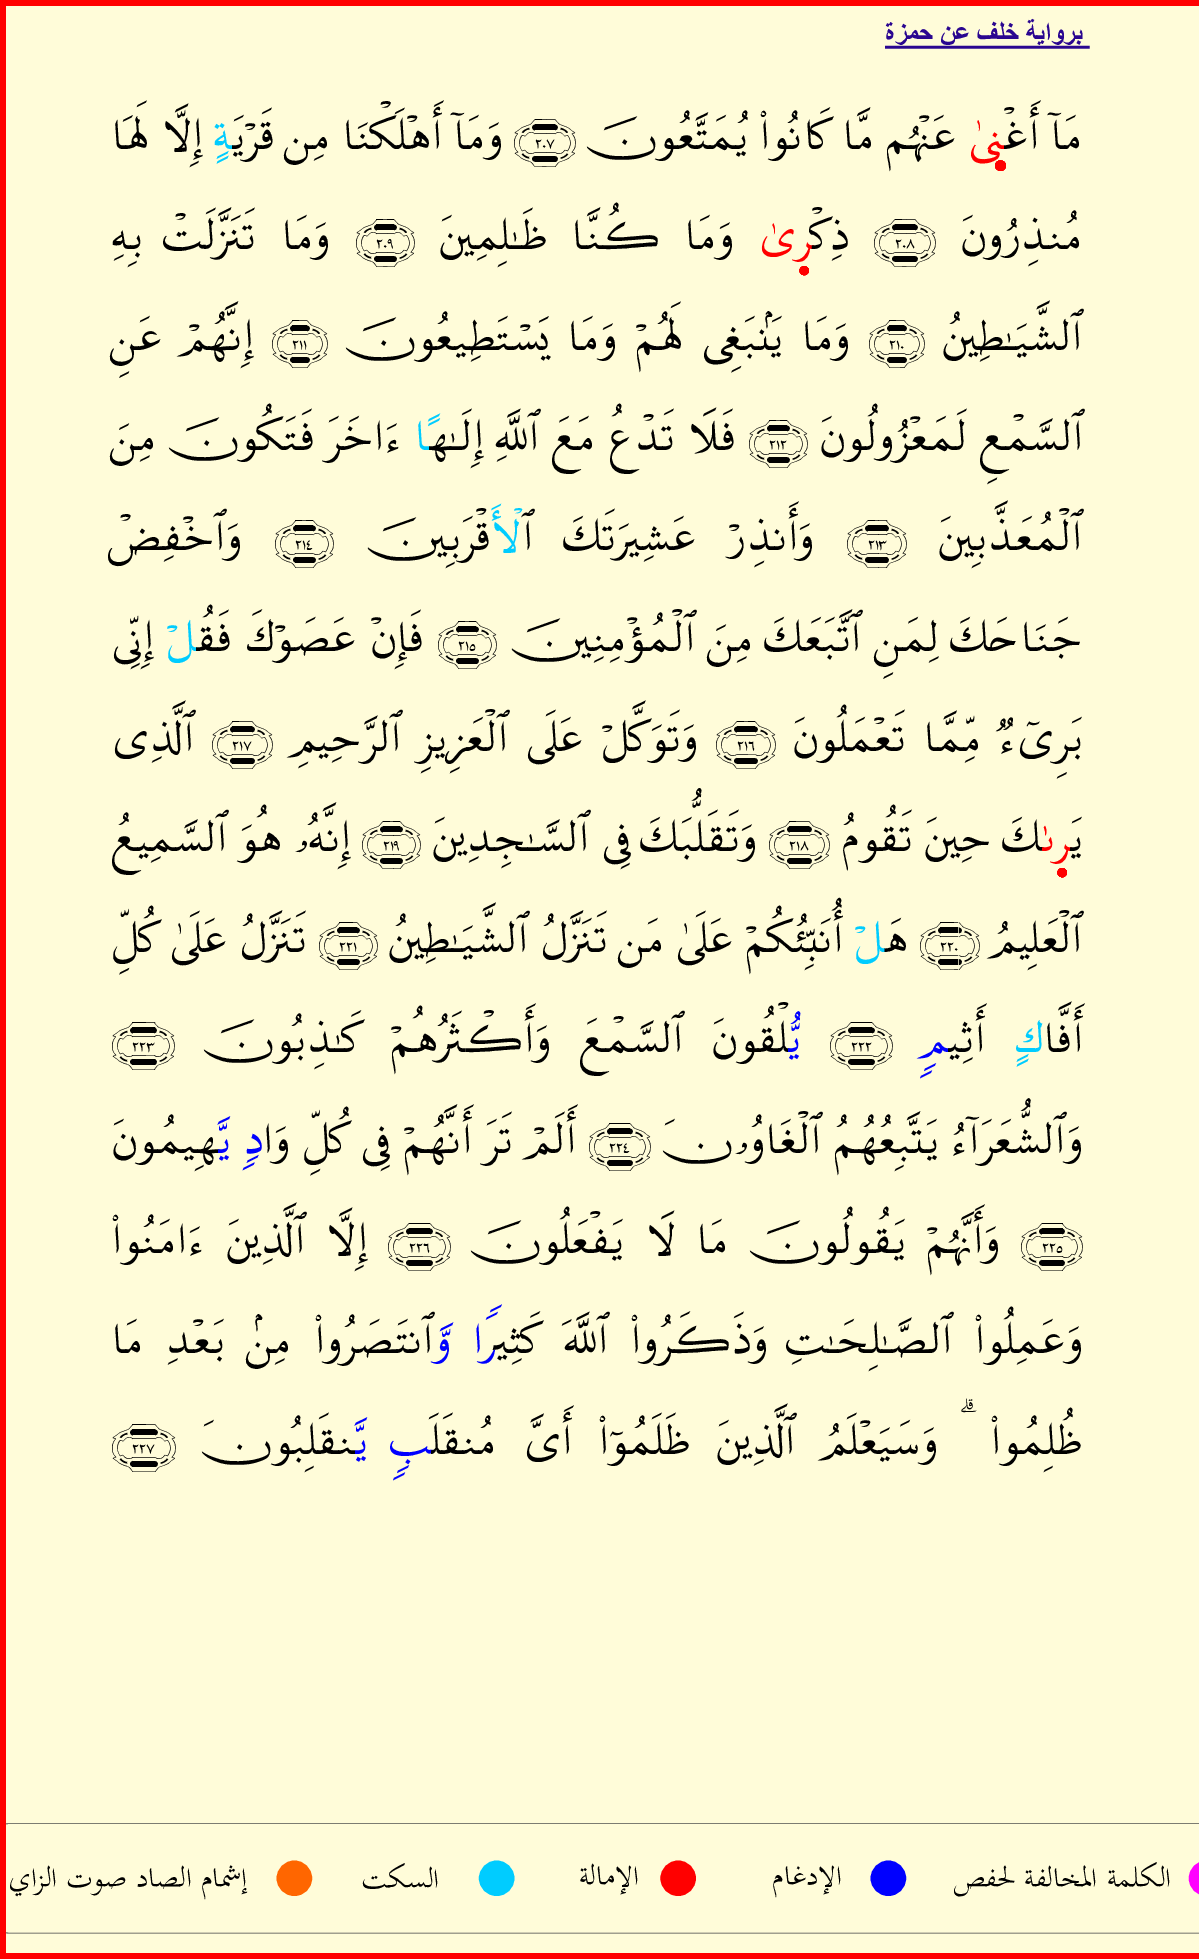 برواية خلف عن حمزة
مَآ أَغْنِىٰ عَنْهُم مَّا كَانُوا۟ يُمَتَّعُونَ ٢٠٧ وَمَآ أَهْلَكْنَا مِن قَرْيَةٍ إِلَّا لَهَا
مُنذِرُونَ ٢٠٨ ذِكْرِىٰ وَمَا كُنَّا ظَـٰلِمِينَ ٢٠٩ وَمَا تَنَزَّلَتْ بِهِ
ٱلشَّيَـٰطِينُ ٢١٠ وَمَا يَنۢبَغِى لَهُمْ وَمَا يَسْتَطِيعُونَ ٢١١ إِنَّهُمْ عَنِ
ٱلسَّمْعِ لَمَعْزُولُونَ ٢١٢ فَلَا تَدْعُ مَعَ ٱللَّهِ إِلَـٰهًا ءَاخَرَ فَتَكُونَ مِنَ
ٱلْمُعَذَّبِينَ ٢١٣ وَأَنذِرْ عَشِيرَتَكَ ٱلْأَقْرَبِينَ ٢١٤ وَٱخْفِضْ
جَنَاحَكَ لِمَنِ ٱتَّبَعَكَ مِنَ ٱلْمُؤْمِنِينَ ٢١٥ فَإِنْ عَصَوْكَ فَقُلْ إِنِّى
بَرِىٓءٌ مِّمَّا تَعْمَلُونَ ٢١٦ وَتَوَكَّلْ عَلَى ٱلْعَزِيزِ ٱلرَّحِيمِ ٢١٧ ٱلَّذِى
يَرِىٰكَ حِينَ تَقُومُ ٢١٨ وَتَقَلُّبَكَ فِى ٱلسَّـٰجِدِينَ ٢١٩ إِنَّهُۥ هُوَ ٱلسَّمِيعُ
ٱلْعَلِيمُ ٢٢٠ هَلْ أُنَبِّئُكُمْ عَلَىٰ مَن تَنَزَّلُ ٱلشَّيَـٰطِينُ ٢٢١ تَنَزَّلُ عَلَىٰ كُلِّ
أَفَّاكٍ أَثِيمٍ ٢٢٢ يُّلْقُونَ ٱلسَّمْعَ وَأَكْثَرُهُمْ كَـٰذِبُونَ ٢٢٣
وَٱلشُّعَرَآءُ يَتَّبِعُهُمُ ٱلْغَاوُۥنَ ٢٢٤ أَلَمْ تَرَ أَنَّهُمْ فِى كُلِّ وَادٍ يَّهِيمُونَ
٢٢٥ وَأَنَّهُمْ يَقُولُونَ مَا لَا يَفْعَلُونَ ٢٢٦ إِلَّا ٱلَّذِينَ ءَامَنُوا۟
وَعَمِلُوا۟ ٱلصَّـٰلِحَـٰتِ وَذَكَرُوا۟ ٱللَّهَ كَثِيرًا وَّٱنتَصَرُوا۟ مِنۢ بَعْدِ مَا
ظُلِمُوا۟ ۗ وَسَيَعْلَمُ ٱلَّذِينَ ظَلَمُوٓا۟ أَىَّ مُنقَلَبٍ يَّنقَلِبُونَ ٢٢٧
الكلمة المخالفة لحفص الإدغام الإمالة السكت إشمام الصاد صوت الزاي